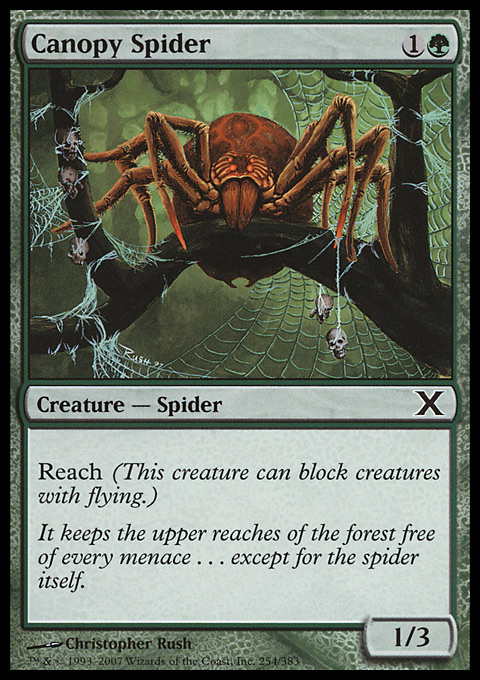 Canopy Spider 1
RUSH
Creature — Spider X
Reach (This creature can block creatures
with flying.)
It keeps the upper reaches of the forest free
of every menace . . . except for the spider
itself.
Christopher Rush
™ & © 1993–2007 Wizards of the Coast, Inc. 254/383
1/3